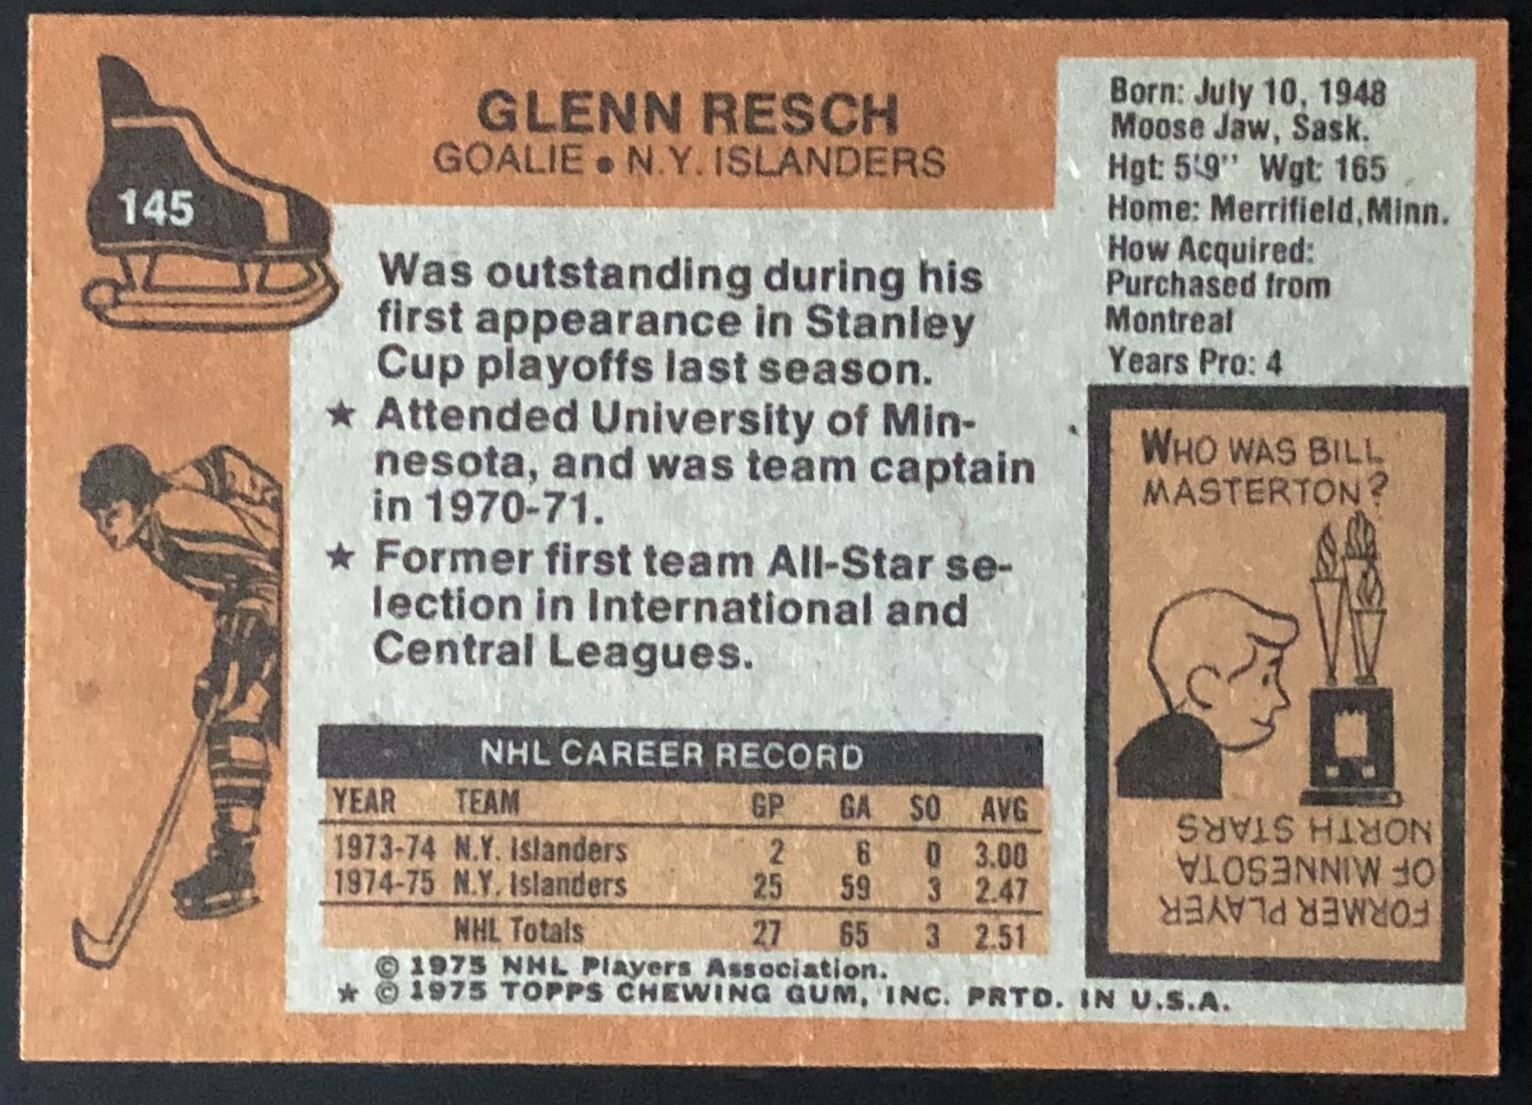 145
GLENN RESCH
GOALIE • N.Y. ISLANDERS
Born: July 10, 1948
Moose Jaw, Sask.
Hgt: 5'9" Wgt: 165
Home: Merrifield, Minn.
How Acquired:
Purchased from
Montreal
Years Pro: 4
Was outstanding during his
first appearance in Stanley
Cup playoffs last season.
★ Attended University of Min-
nesota, and was team captain
in 1970-71.
★ Former first team All-Star se-
lection in International and
Central Leagues.
NHL CAREER RECORD
YEAR TEAM GP GA SO AVG
1973-74 N.Y. Islanders 2 6 0 3.00
1974-75 N.Y. Islanders 25 59 3 2.47
NHL Totals 27 65 3 2.51
© 1975 NHL Players Association.
★ © 1975 TOPPS CHEWING GUM, INC. PRTD. IN U.S.A.
WHO WAS BILL
MASTERTON?
FORMER PLAYER
OF MINNESOTA
NORTH STARS